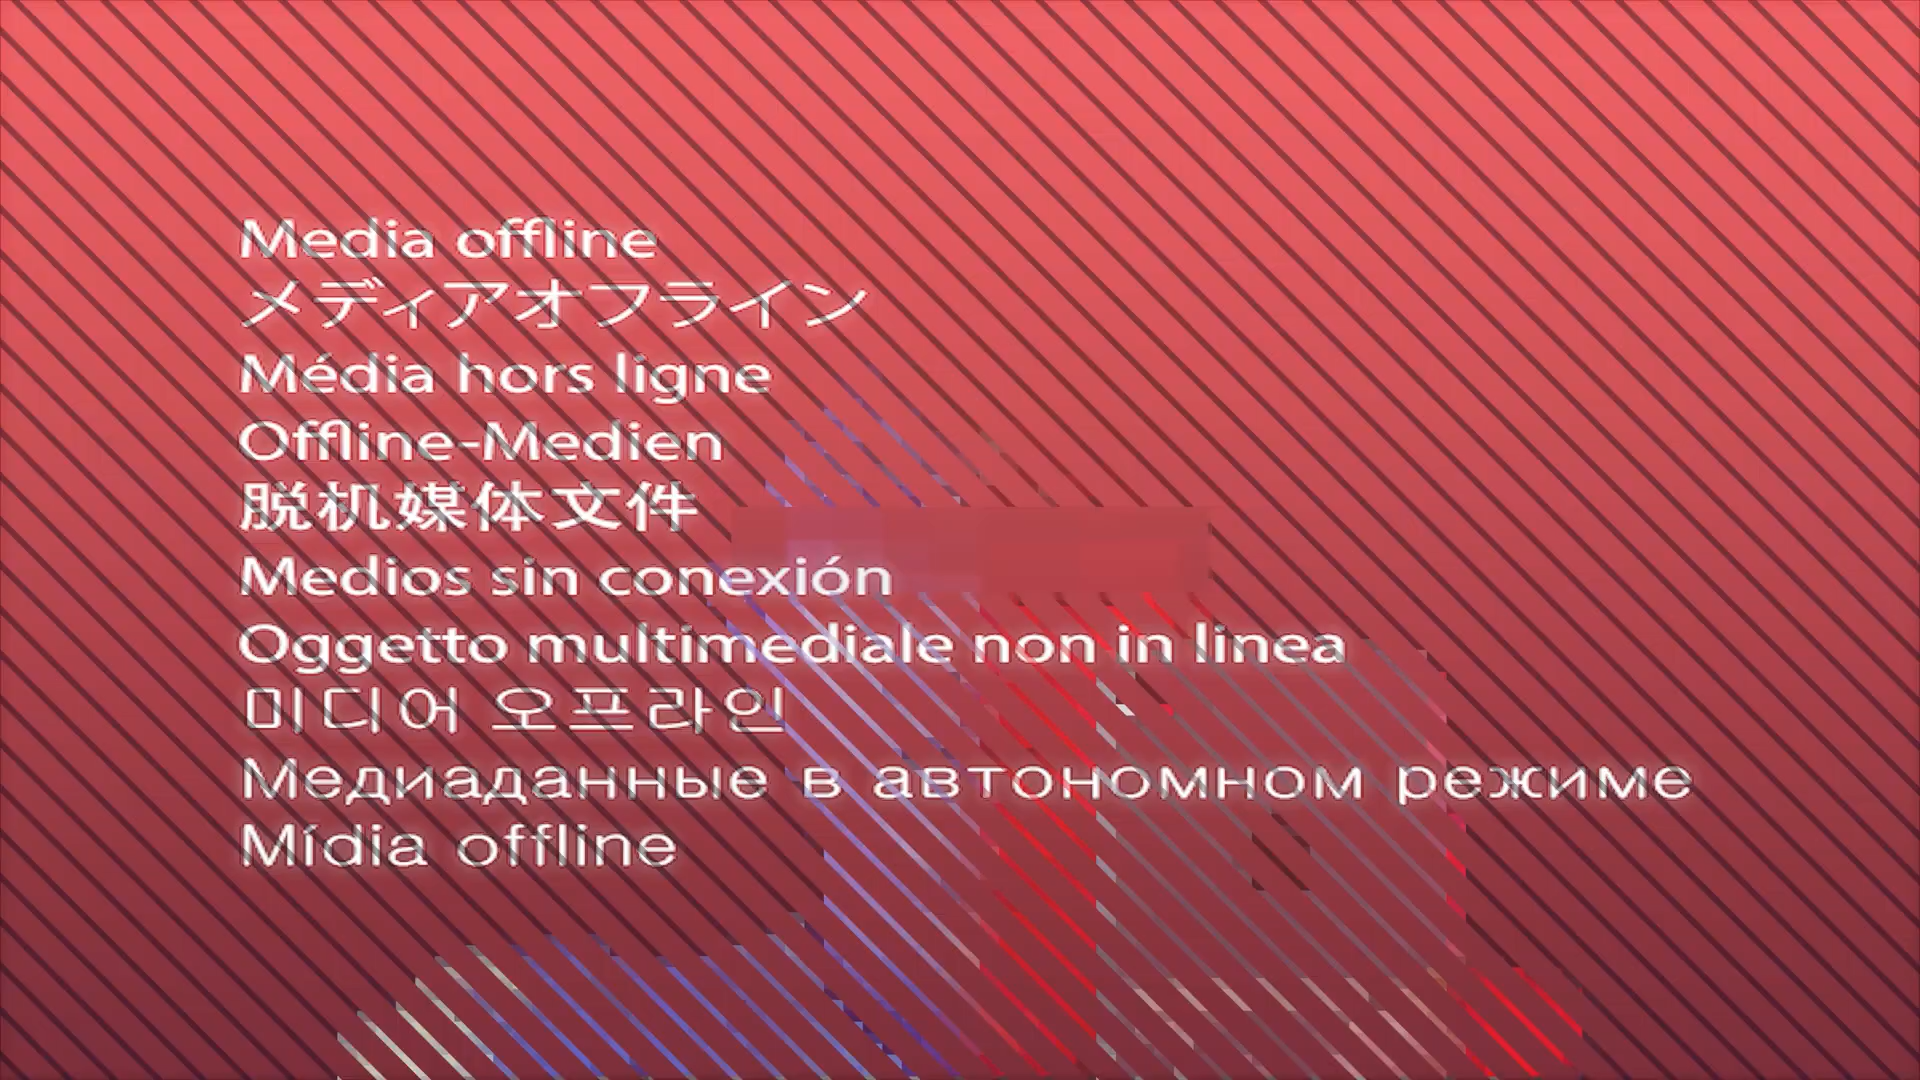 Media offline
メディアオフライン
Média hors ligne
Offline-Medien
脱机媒体文件
Medios sin conexión
Oggetto multimediale non in linea
미디어 오프라인
Медиаданные в автономном режиме
Mídia offline